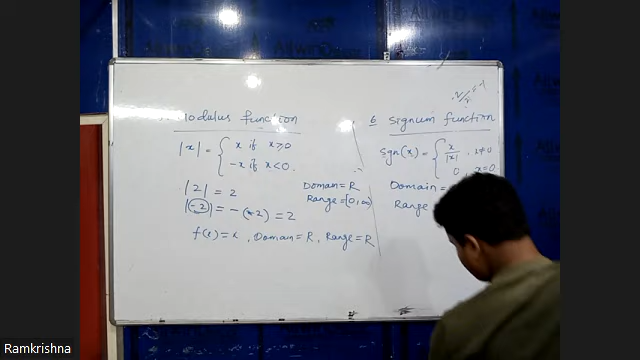 Modulus function
|x| = { x if x≥0
-x if x<0.
|2| = 2
|-2| = -(-2) = 2
Domain = R
Range = [0,∞)
f(x) = x, Domain = R, Range = R
6 Signum function
Sgn(x) = { x/|x|, x≠0
0, x=0
Domain =
Range
Ramkrishna